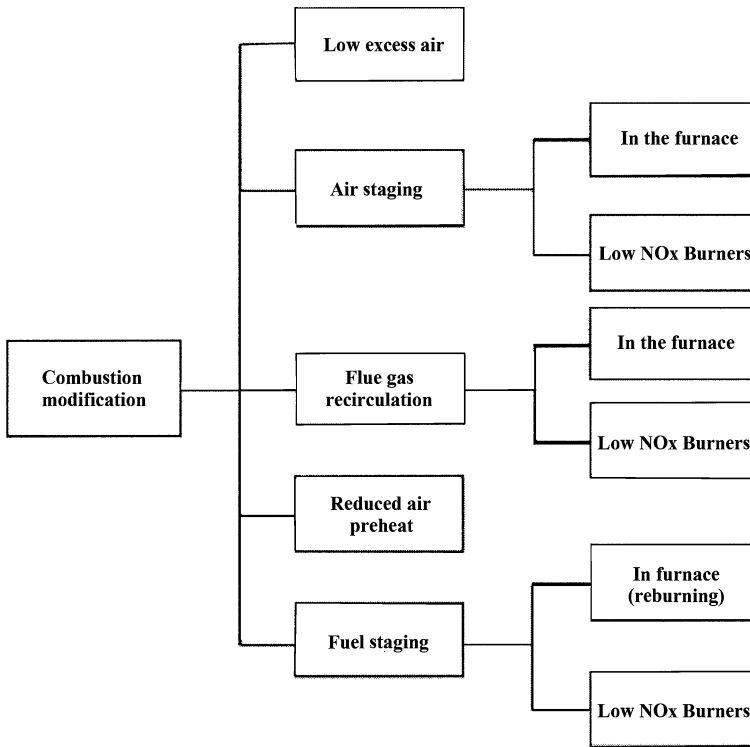 Low excess air
In the furnace
Air staging
Low NOx Burners
In the furnace
Combustion
modification
Flue gas
recirculation
Low NOx Burners
Reduced air
preheat
In furnace
(reburning)
Fuel staging
Low NOx Burners